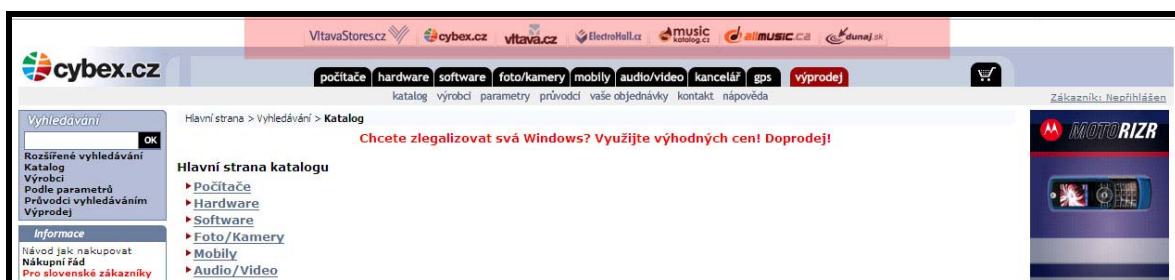 VltavaStores.cz cybex.cz vltava.cz ElectroHall.cz music katalog.cz allmusic.cz dunaj.sk
cybex.cz
počítače hardware software foto/kamery mobily audio/video kancelář gps výprodej
katalog výrobci parametry průvodci vaše objednávky kontakt nápověda
Zákazník: Nepřihlášen
Vyhledávání
OK
Rozšířené vyhledávání
Katalog
Výrobci
Podle parametrů
Průvodci vyhledáváním
Výprodej
Informace
Návod jak nakupovat
Nákupní řád
Pro slovenské zákazníky
Hlavní strana > Vyhledávání > Katalog
Chcete zlegalizovat svá Windows? Využijte výhodných cen! Doprodej!
Hlavní strana katalogu
Počítače
Hardware
Software
Foto/Kamery
Mobily
Audio/Video
MOTORIZR